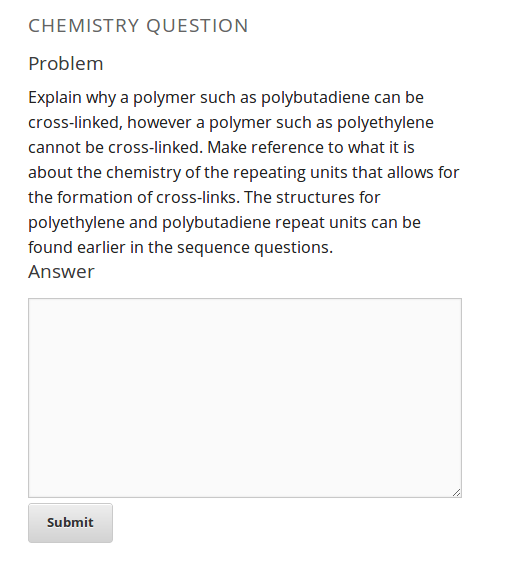 CHEMISTRY QUESTION
Problem
Explain why a polymer such as polybutadiene can be
cross-linked, however a polymer such as polyethylene
cannot be cross-linked. Make reference to what it is
about the chemistry of the repeating units that allows for
the formation of cross-links. The structures for
polyethylene and polybutadiene repeat units can be
found earlier in the sequence questions.
Answer
Submit